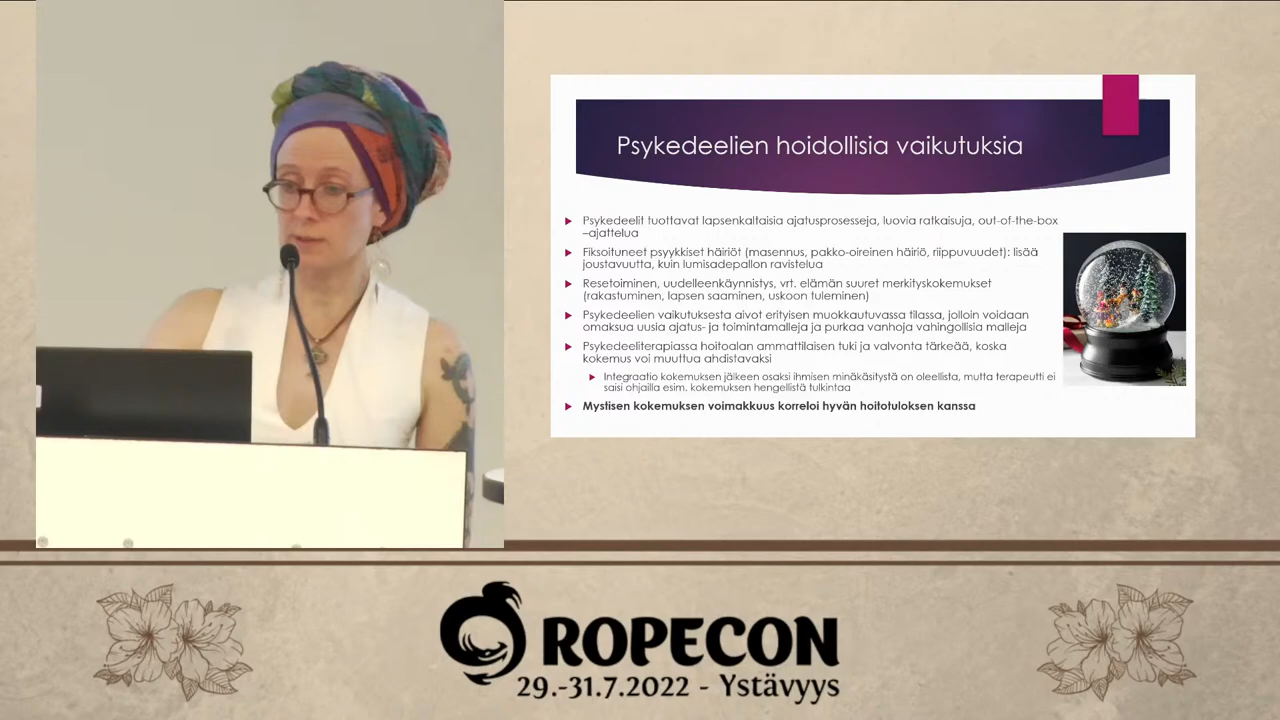 Psykedeelien hoidollisia vaikutuksia
Psykedeelit tuottavat lapsenkaltaisia ajatusprosesseja, luovia ratkaisuja, out-of-the-box
–ajattelua
Fiksoituneet psyykkiset häiriöt (masennus, pakko-oireinen häiriö, riippuvuudet): lisää
joustavuutta, kuin lumisadepallon ravistelua
Resetoiminen, uudelleenkäynnistys, vrt. elämän suuret merkityskokemukset
(rakastuminen, lapsen saaminen, uskoon tuleminen)
Psykedeelien vaikutuksesta aivot erityisen muokkautuvassa tilassa, jolloin voidaan
omaksua uusia ajatus- ja toimintamalleja ja purkaa vanhoja vahingollisia malleja
Psykedeeliterapiassa hoitoalan ammattilaisen tuki ja valvonta tärkeää, koska
kokemus voi muuttua ahdistavaksi
Integraatio kokemuksen jälkeen osaksi ihmisen minäkäsitystä on oleellista, mutta terapeutti ei
saisi ohjailla esim. kokemuksen hengellistä tulkintaa
Mystisen kokemuksen voimakkuus korreloi hyvän hoitotuloksen kanssa
ROPECON
29.-31.7.2022 - Ystävyys